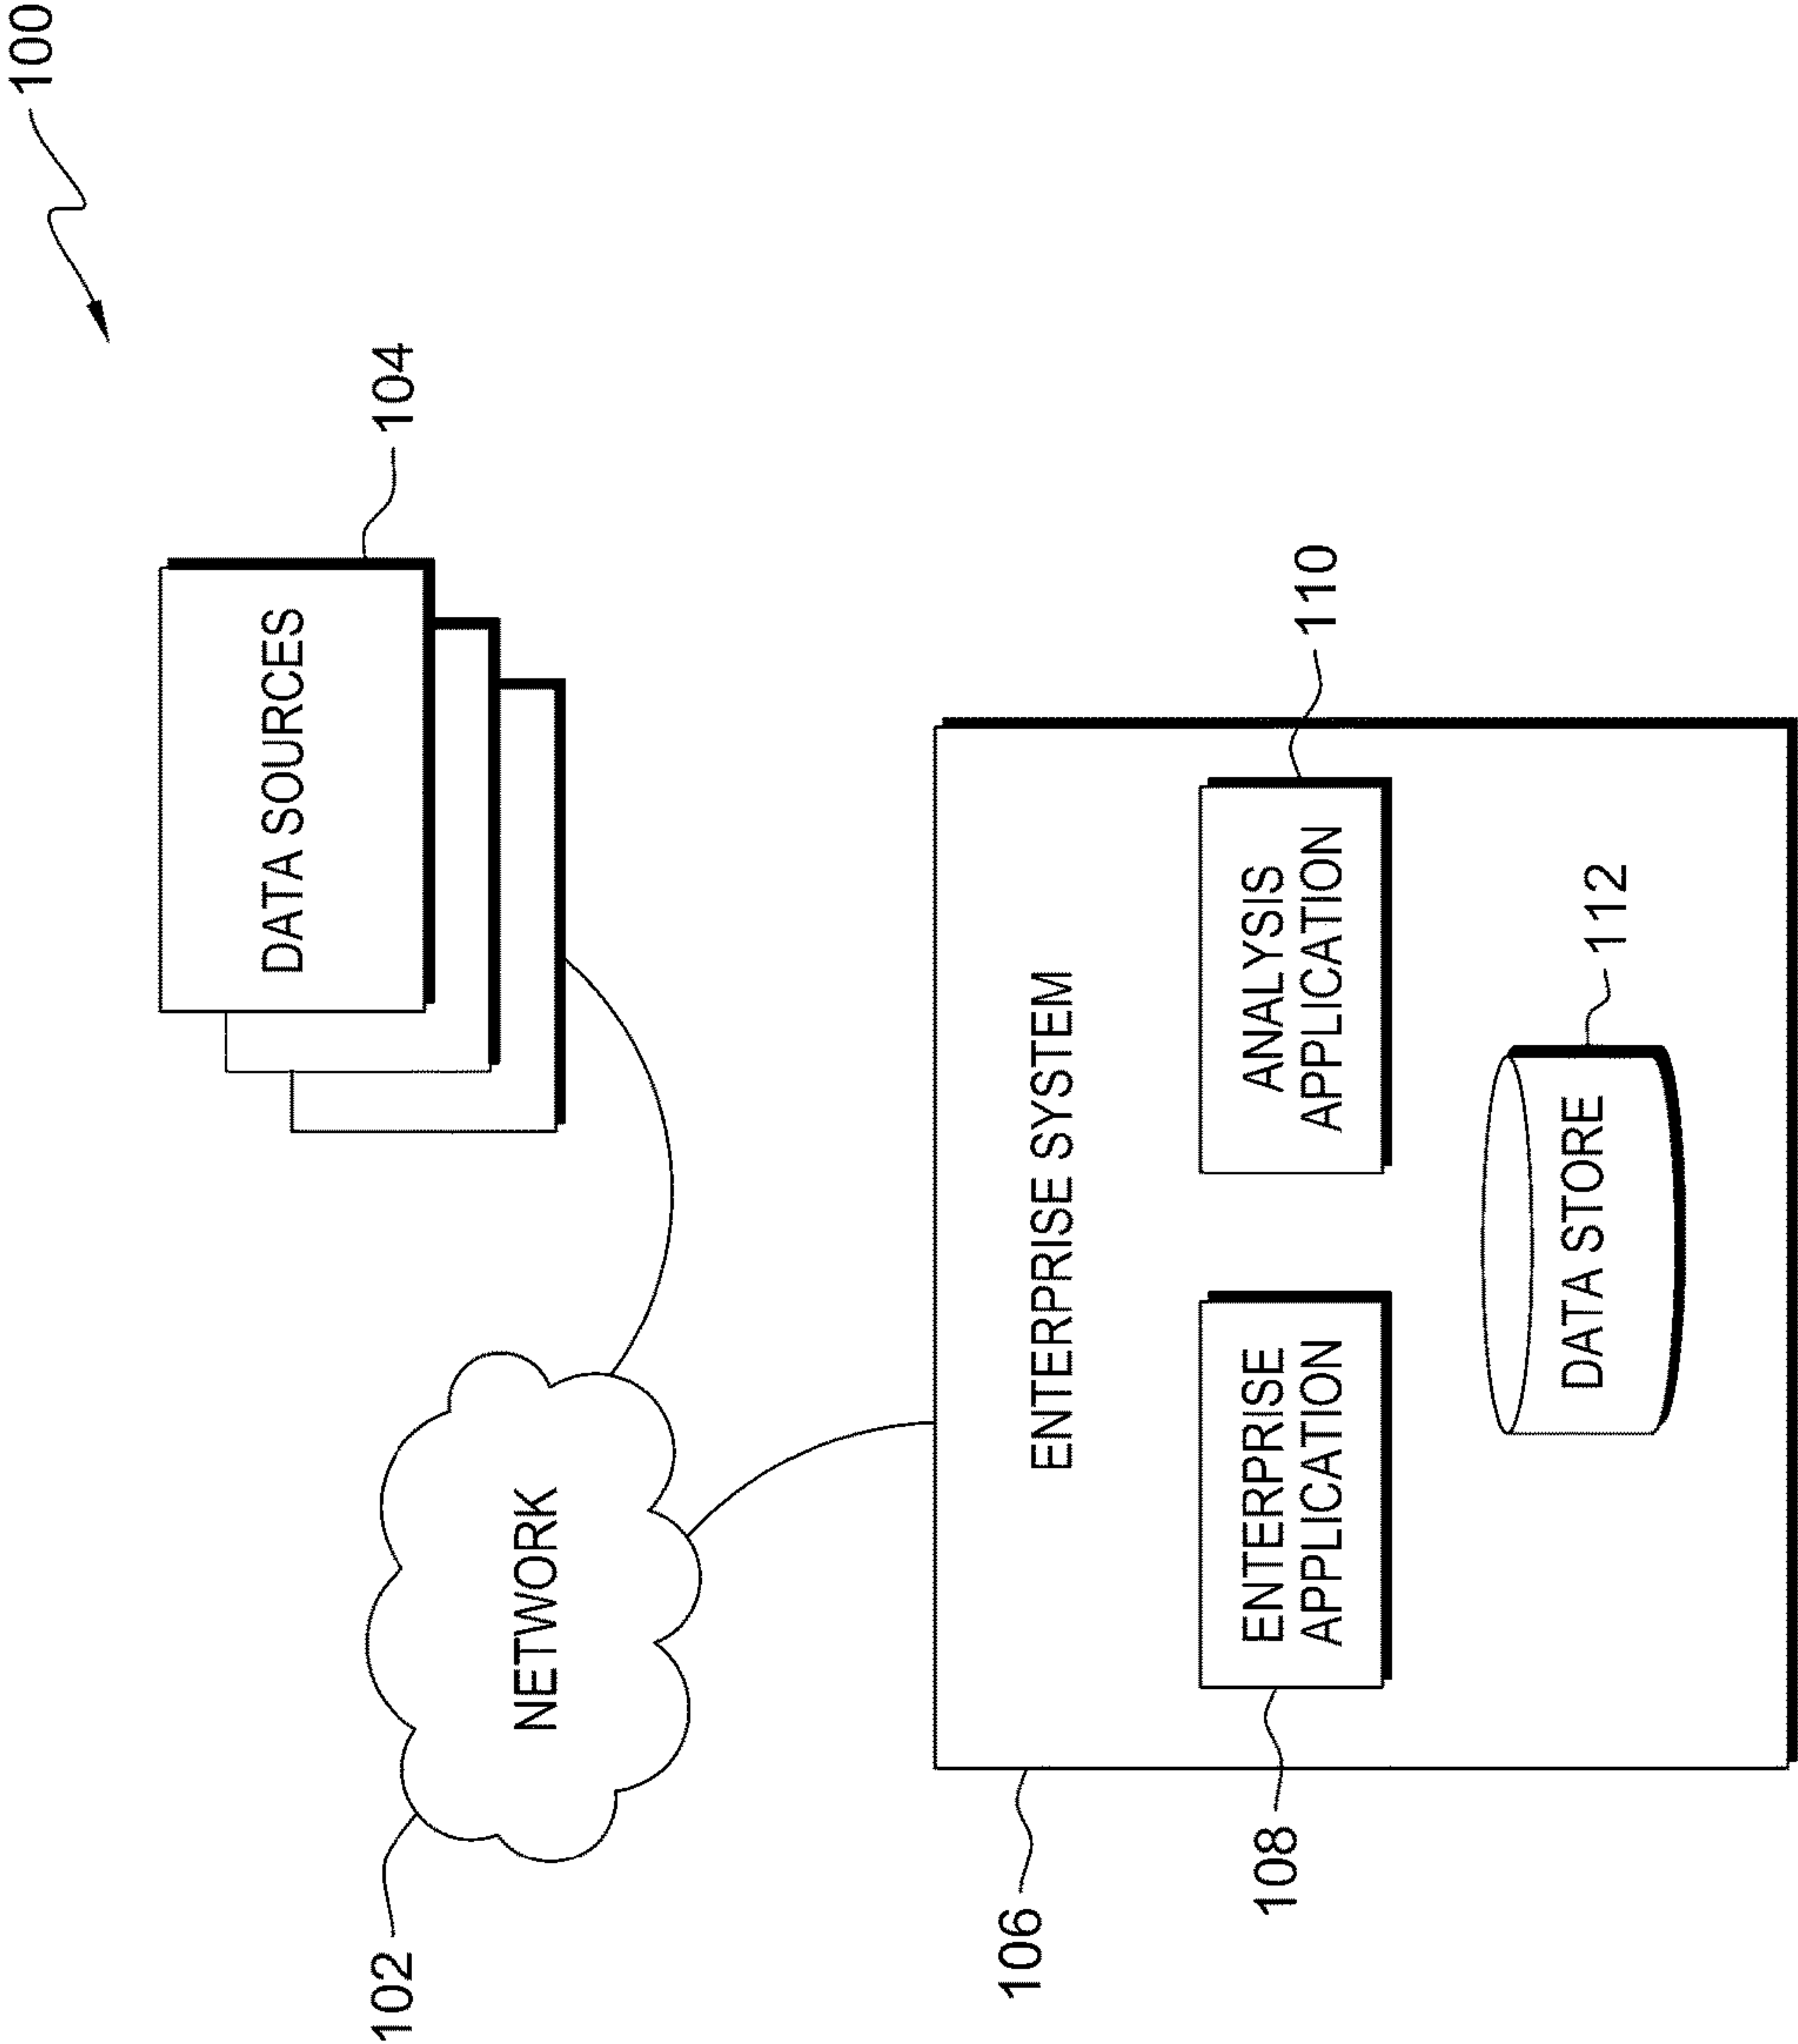 100
DATA SOURCES
104
NETWORK
102
ENTERPRISE SYSTEM
106
ENTERPRISE
APPLICATION
108
ANALYSIS
APPLICATION
110
DATA STORE
112